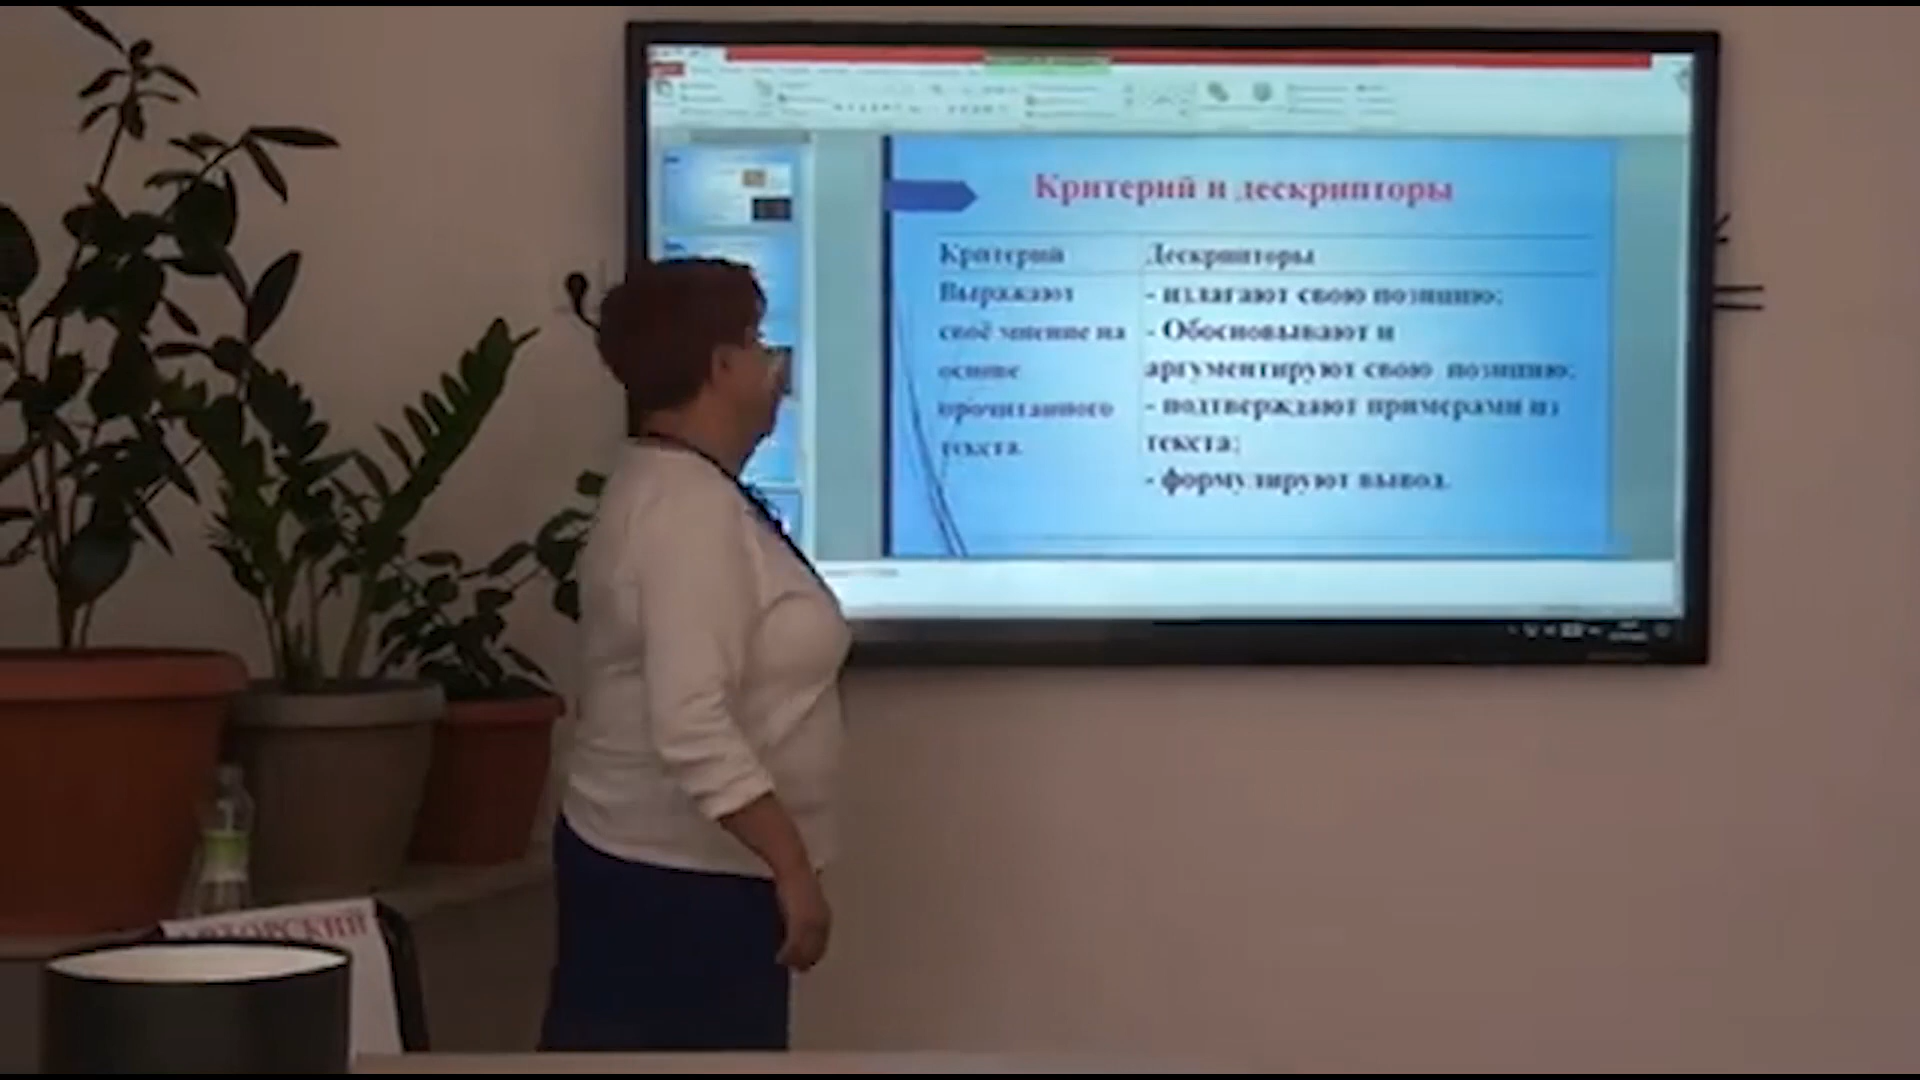 Критерий и дескрипторы
Критерий
Дескрипторы
Выражают
своё мнение на
основе
прочитанного
текста
- излагают свою позицию;
- Обосновывают и
аргументируют свою позицию;
- подтверждают примерами из
текста;
- формулируют вывод.